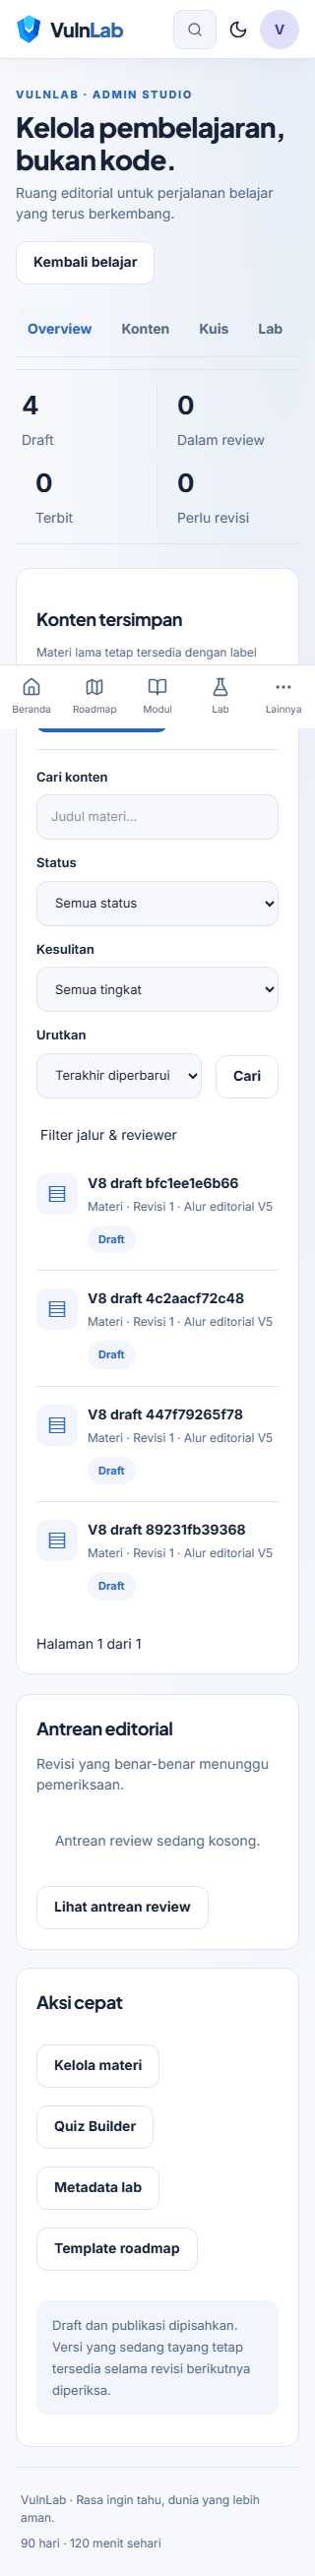 VulnLab
V
VULNLAB · ADMIN STUDIO
Kelola pembelajaran,
bukan kode.
Ruang editorial untuk perjalanan belajar
yang terus berkembang.
Kembali belajar
Overview Konten Kuis Lab
4 0
Draft Dalam review
0 0
Terbit Perlu revisi
Konten tersimpan
Materi lama tetap tersedia dengan label
Beranda Roadmap Modul Lab Lainnya
Cari konten
Judul materi...
Status
Semua status
Kesulitan
Semua tingkat
Urutkan
Terakhir diperbarui Cari
Filter jalur & reviewer
V8 draft bfc1ee1e6b66
Materi · Revisi 1 · Alur editorial V5
Draft
V8 draft 4c2aacf72c48
Materi · Revisi 1 · Alur editorial V5
Draft
V8 draft 447f79265f78
Materi · Revisi 1 · Alur editorial V5
Draft
V8 draft 89231fb39368
Materi · Revisi 1 · Alur editorial V5
Draft
Halaman 1 dari 1
Antrean editorial
Revisi yang benar-benar menunggu
pemeriksaan.
Antrean review sedang kosong.
Lihat antrean review
Aksi cepat
Kelola materi
Quiz Builder
Metadata lab
Template roadmap
Draft dan publikasi dipisahkan.
Versi yang sedang tayang tetap
tersedia selama revisi berikutnya
diperiksa.
VulnLab · Rasa ingin tahu, dunia yang lebih
aman.
90 hari · 120 menit sehari